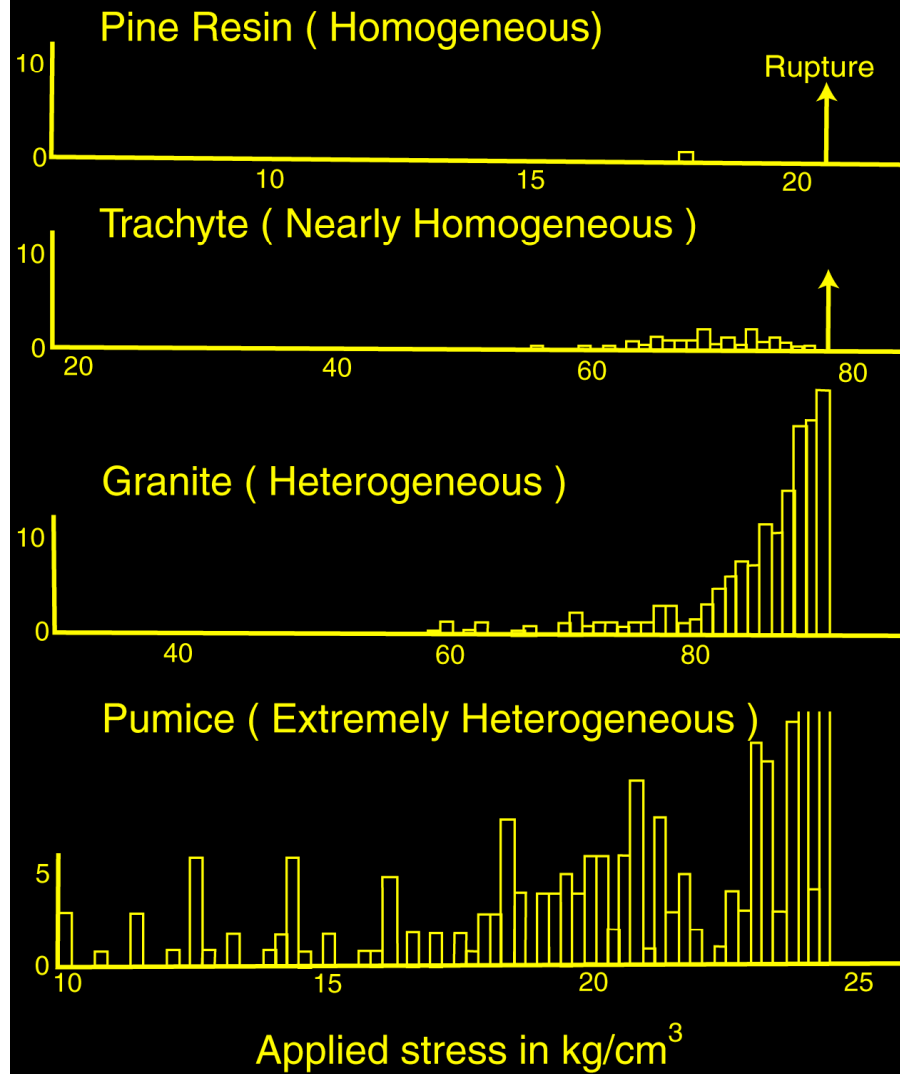 Pine Resin ( Homogeneous)
10
Rupture
0
10 15 20
Trachyte ( Nearly Homogeneous )
10
0
20 40 60 80
Granite ( Heterogeneous )
10
0
40 60 80
Pumice ( Extremely Heterogeneous )
5
0
10 15 20 25
Applied stress in kg/cm³